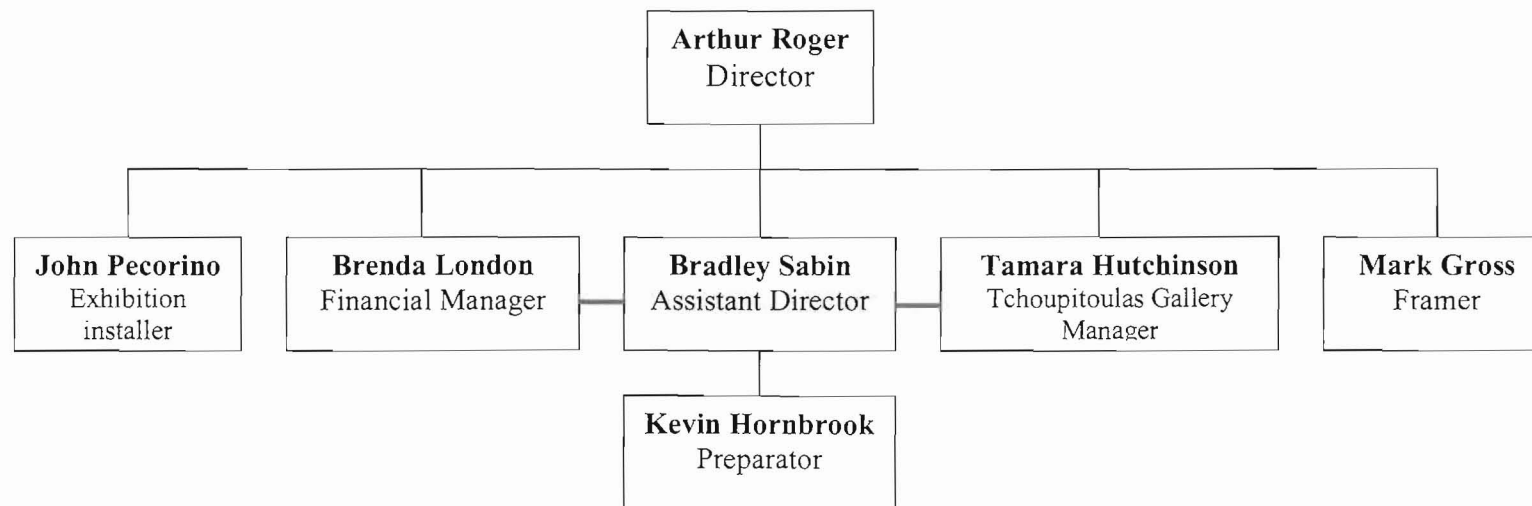 Arthur Roger
Director
John Pecorino
Exhibition
installer
Brenda London
Financial Manager
Bradley Sabin
Assistant Director
Tamara Hutchinson
Tchoupitoulas Gallery
Manager
Mark Gross
Framer
Kevin Hornbrook
Preparator